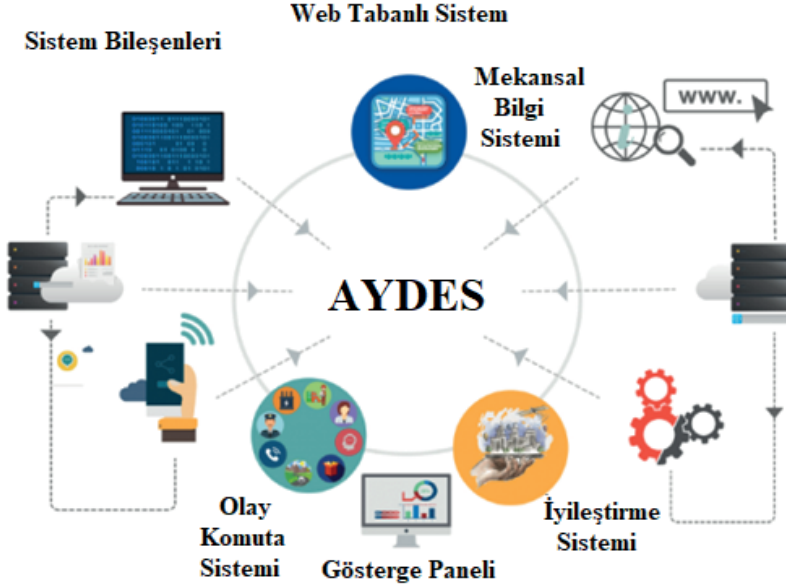 Web Tabanlı Sistem
Sistem Bileşenleri
Mekansal
Bilgi
Sistemi
www.
AYDES
Olay
Komuta
Sistemi
Gösterge Paneli
İyileştirme
Sistemi